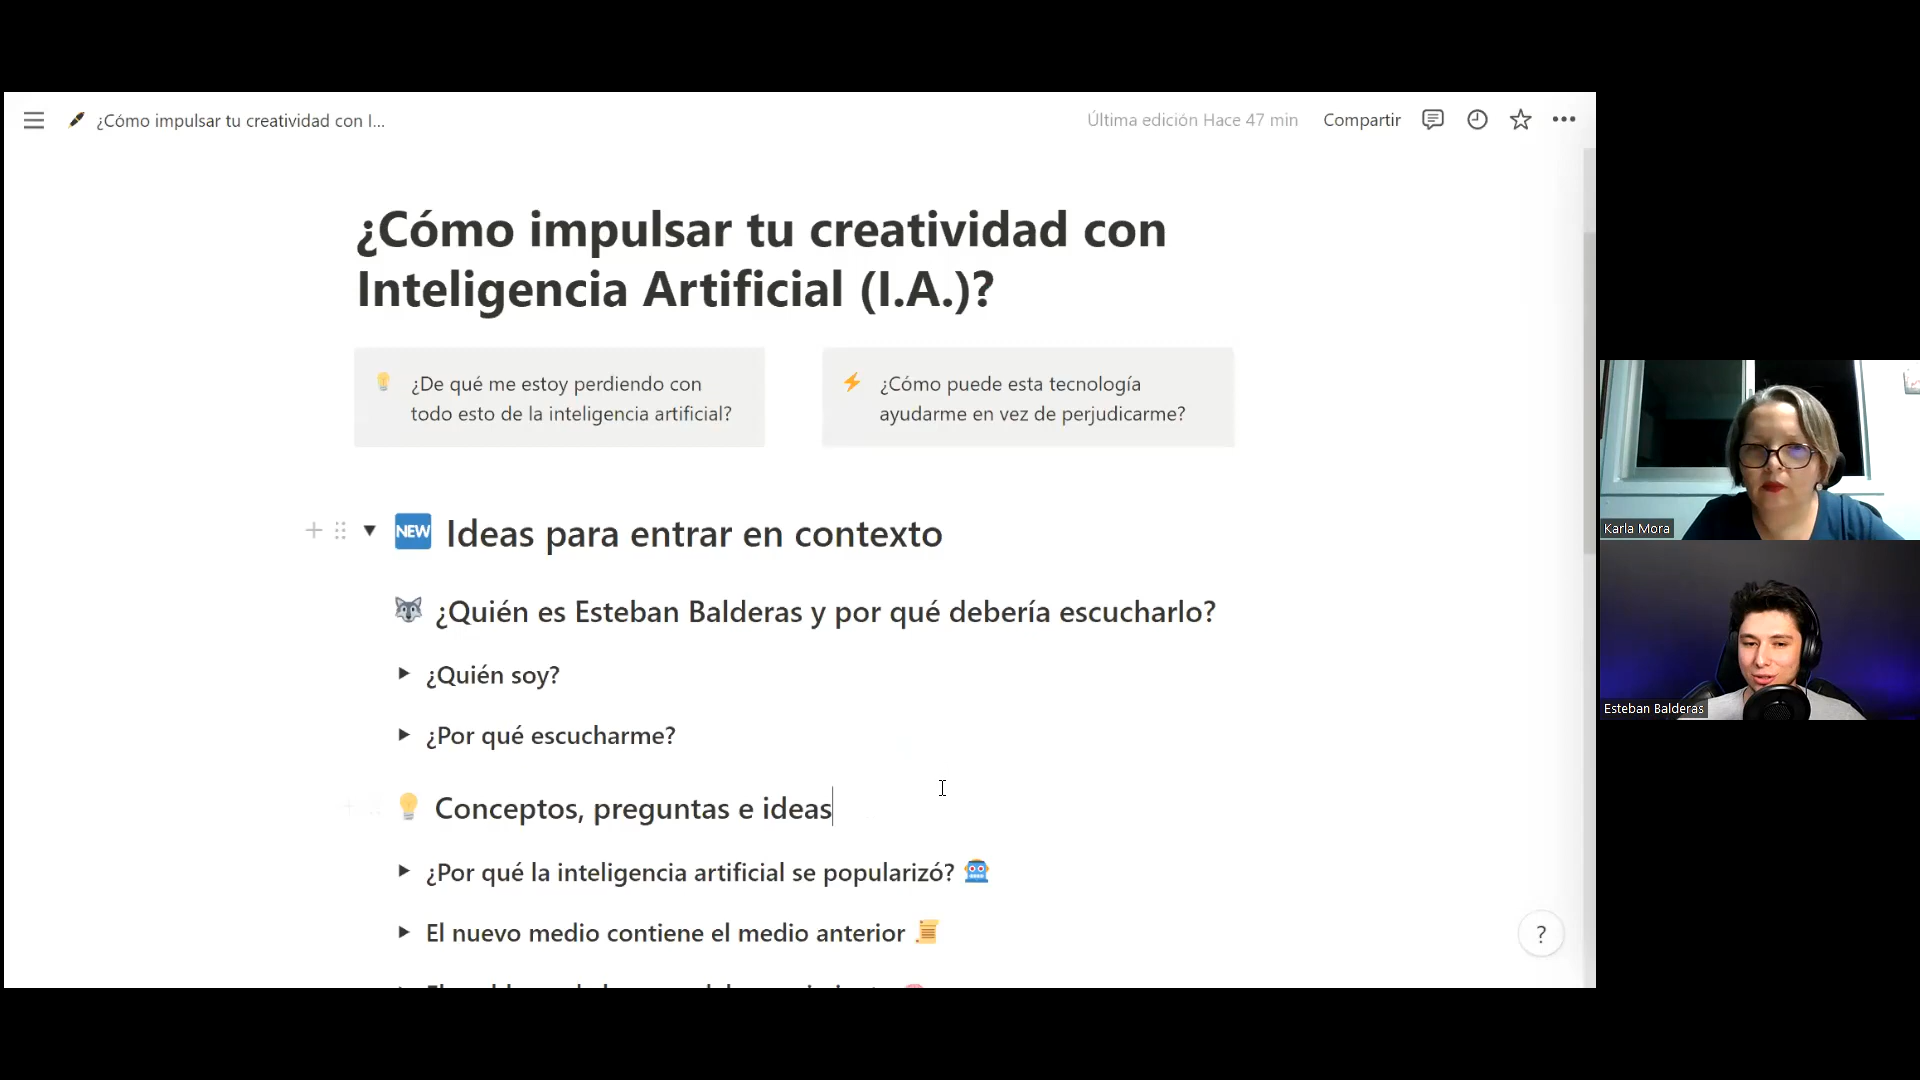 ¿Cómo impulsar tu creatividad con I...
Última edición Hace 47 min
Compartir
¿Cómo impulsar tu creatividad con
Inteligencia Artificial (I.A.)?
¿De qué me estoy perdiendo con
todo esto de la inteligencia artificial?
¿Cómo puede esta tecnología
ayudarme en vez de perjudicarme?
NEW Ideas para entrar en contexto
¿Quién es Esteban Balderas y por qué debería escucharlo?
¿Quién soy?
¿Por qué escucharme?
Conceptos, preguntas e ideas
¿Por qué la inteligencia artificial se popularizó?
El nuevo medio contiene el medio anterior
?
Karla Mora
Esteban Balderas